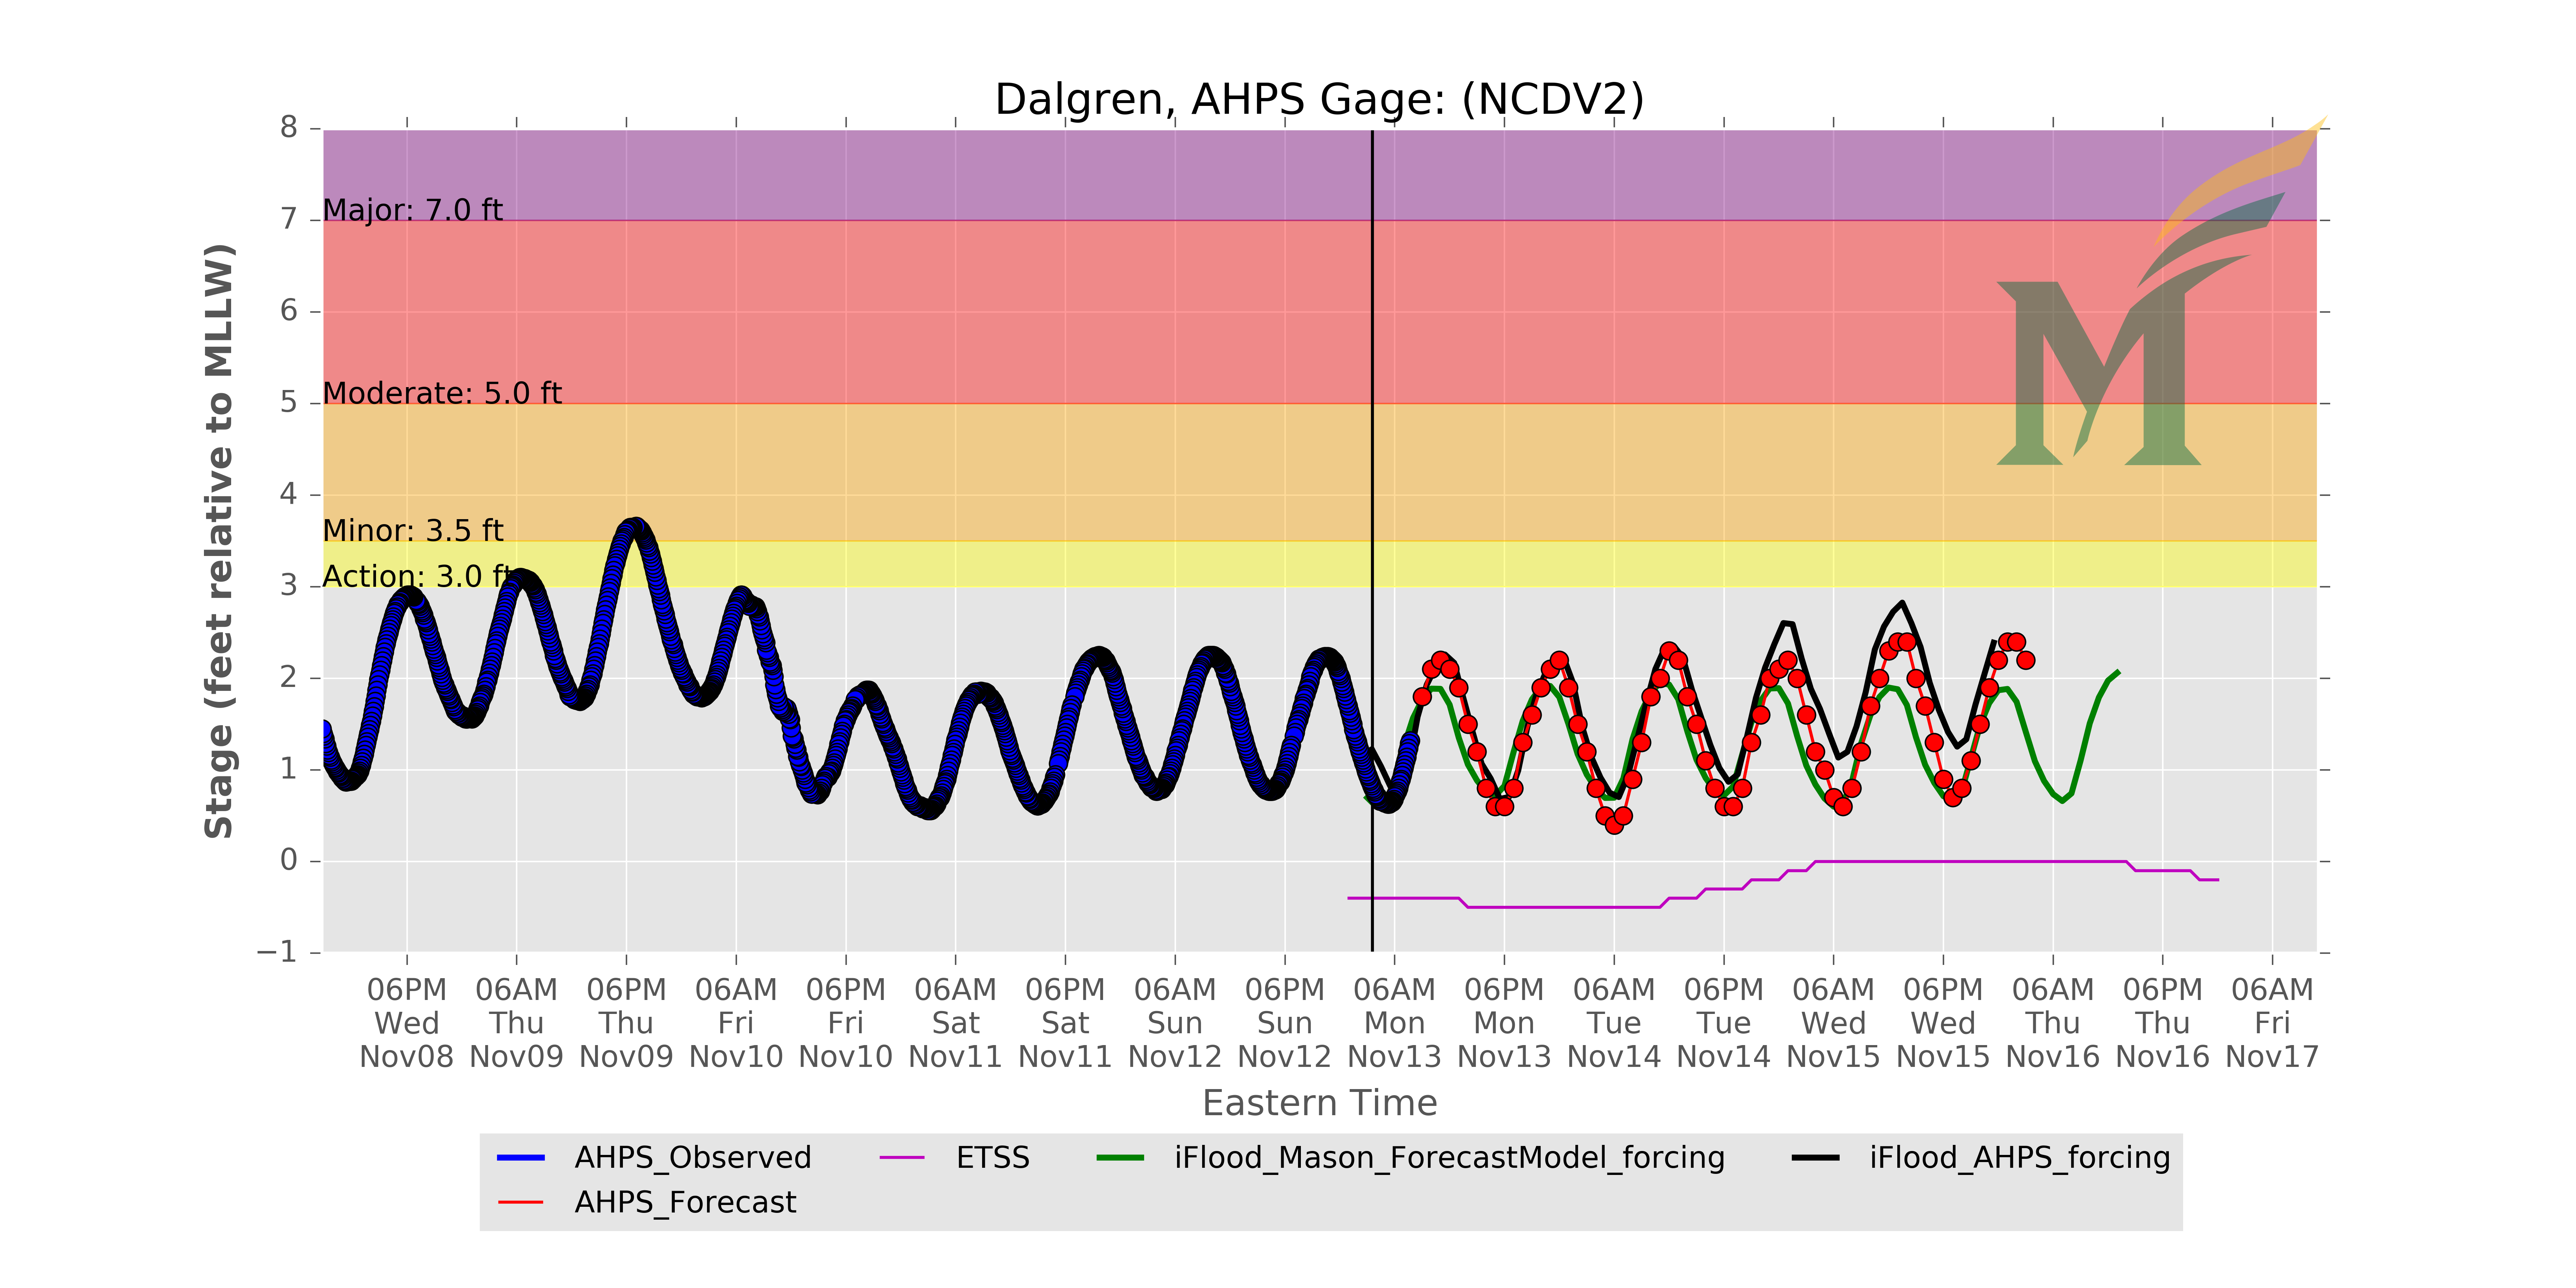 Dalgren, AHPS Gage: (NCDV2)
8
7
6
5
4
3
2
1
0
−1
Stage (feet relative to MLLW)
Major: 7.0 ft
Moderate: 5.0 ft
Minor: 3.5 ft
Action: 3.0 ft
M
06PM 06AM 06PM 06AM 06PM 06AM 06PM 06AM 06PM 06AM 06PM 06AM 06PM 06AM 06PM 06AM 06PM 06AM
Wed Thu Thu Fri Fri Sat Sat Sun Sun Mon Mon Tue Tue Wed Wed Thu Thu Fri
Nov08 Nov09 Nov09 Nov10 Nov10 Nov11 Nov11 Nov12 Nov12 Nov13 Nov13 Nov14 Nov14 Nov15 Nov15 Nov16 Nov16 Nov17
Eastern Time
AHPS_Observed ETSS iFlood_Mason_ForecastModel_forcing iFlood_AHPS_forcing
AHPS_Forecast